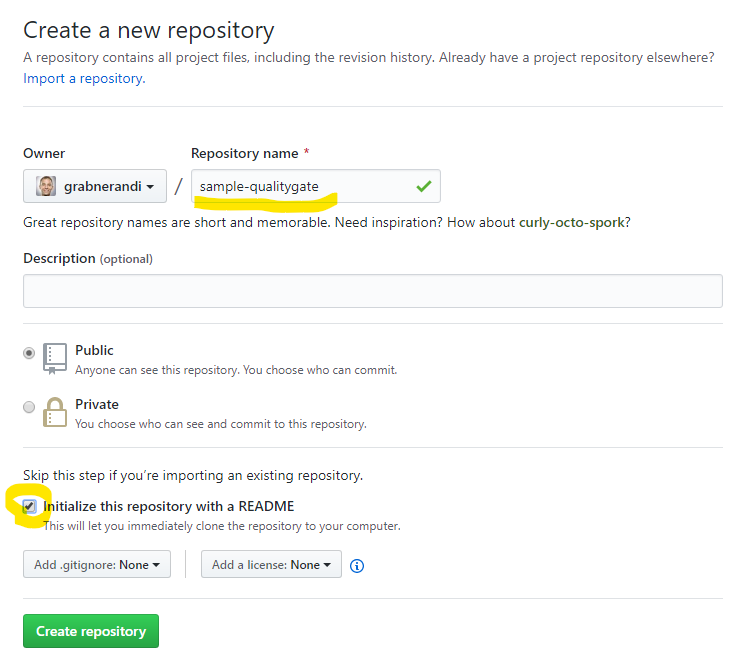 Create a new repository
A repository contains all project files, including the revision history. Already have a project repository elsewhere?
Import a repository.
Owner
Repository name *
grabnerandi / sample-qualitygate
Great repository names are short and memorable. Need inspiration? How about curly-octo-spork?
Description (optional)
Public
Anyone can see this repository. You choose who can commit.
Private
You choose who can see and commit to this repository.
Skip this step if you're importing an existing repository.
Initialize this repository with a README
This will let you immediately clone the repository to your computer.
Add .gitignore: None
Add a license: None
Create repository